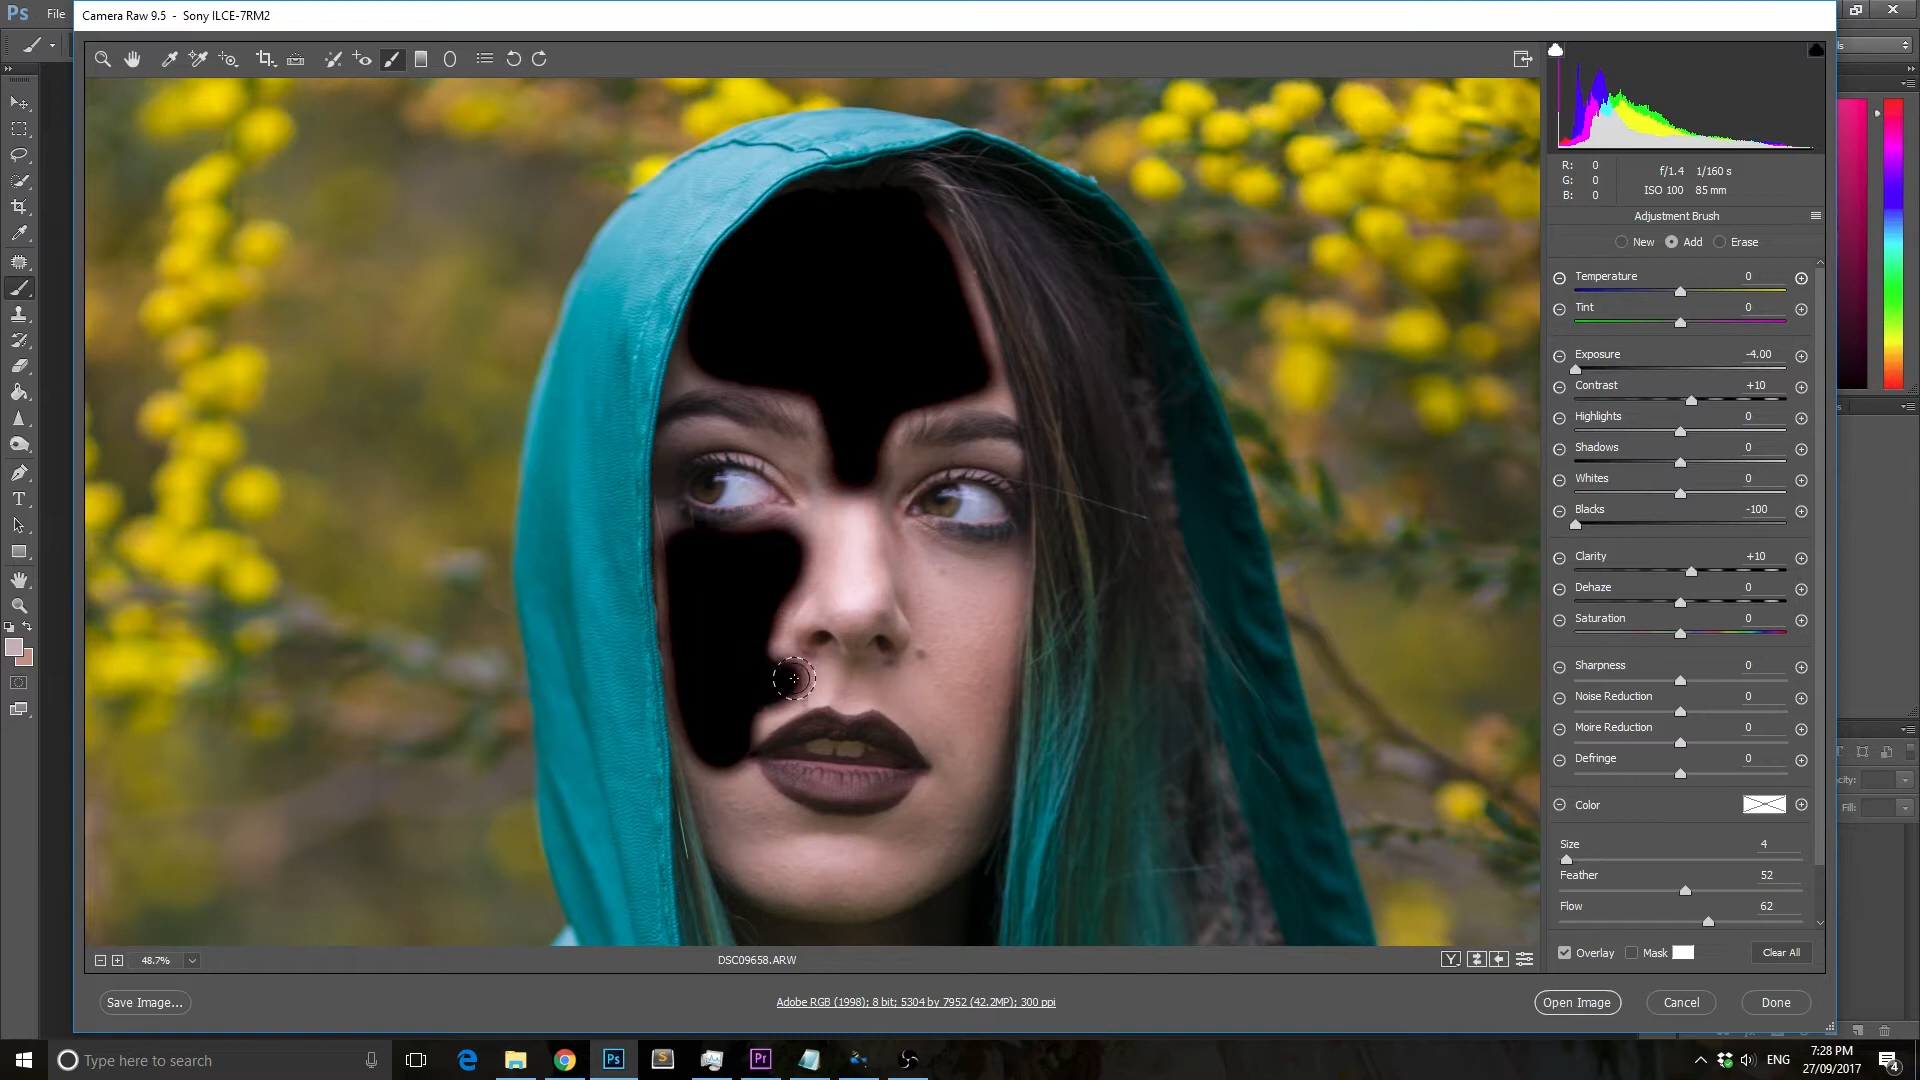 Ps File
Camera Raw 9.5 - Sony ILCE-7RM2
R: 0
G: 0
B: 0
f/1.4 1/160 s
ISO 100 85 mm
Adjustment Brush
New Add Erase
Temperature 0
Tint 0
Exposure -4.00
Contrast +10
Highlights 0
Shadows 0
Whites 0
Blacks -100
Clarity +10
Dehaze 0
Saturation 0
Sharpness 0
Noise Reduction 0
Moire Reduction 0
Defringe 0
Color
Size 4
Feather 52
Flow 62
Overlay Mask Clear All
48.7% DSC09658.ARW Y
Save Image... Adobe RGB (1998); 8 bit; 5304 by 7952 (42.2MP); 300 ppi Open Image Cancel Done
T
Fill:
Type here to search
Ps S Pr
ENG 7:28 PM
27/09/2017 4